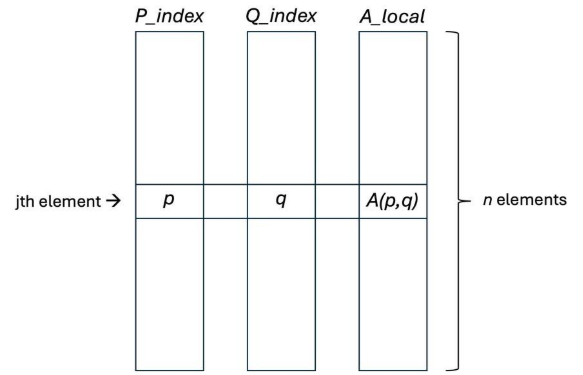 P_index Q_index A_local
jth element → p q A(p,q) n elements